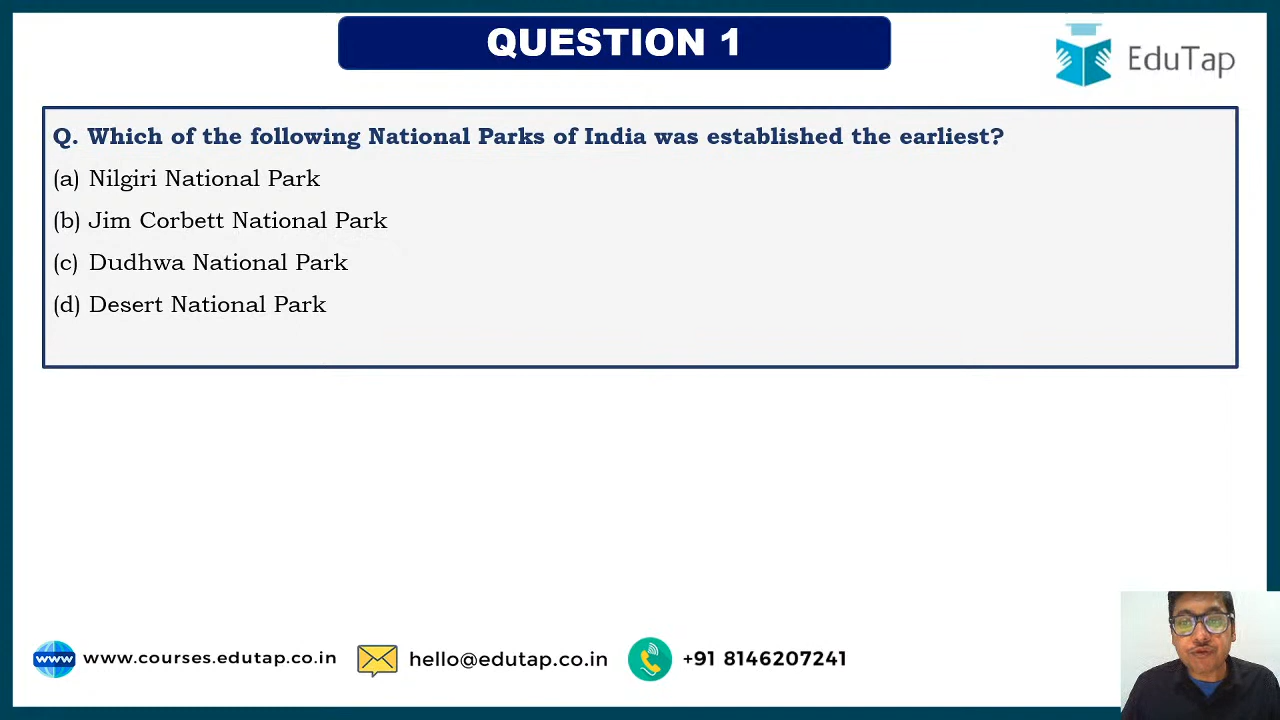 QUESTION 1
EduTap
Q. Which of the following National Parks of India was established the earliest?
(a) Nilgiri National Park
(b) Jim Corbett National Park
(c) Dudhwa National Park
(d) Desert National Park
www www.courses.edutap.co.in hello@edutap.co.in +91 8146207241